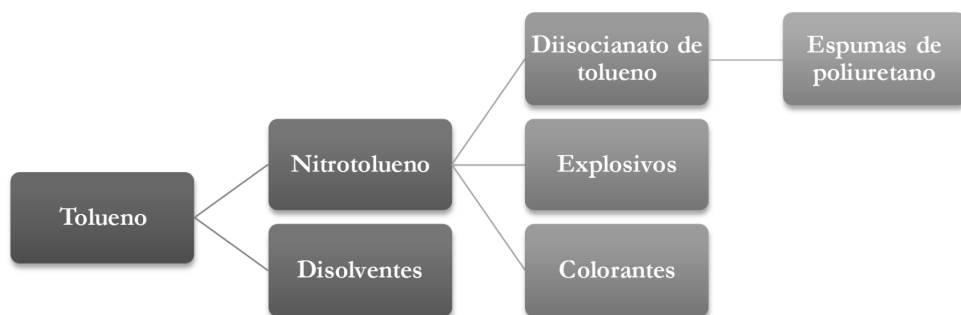 Tolueno
Nitrotolueno
Disolventes
Diisocianato de
tolueno
Explosivos
Colorantes
Espumas de
poliuretano